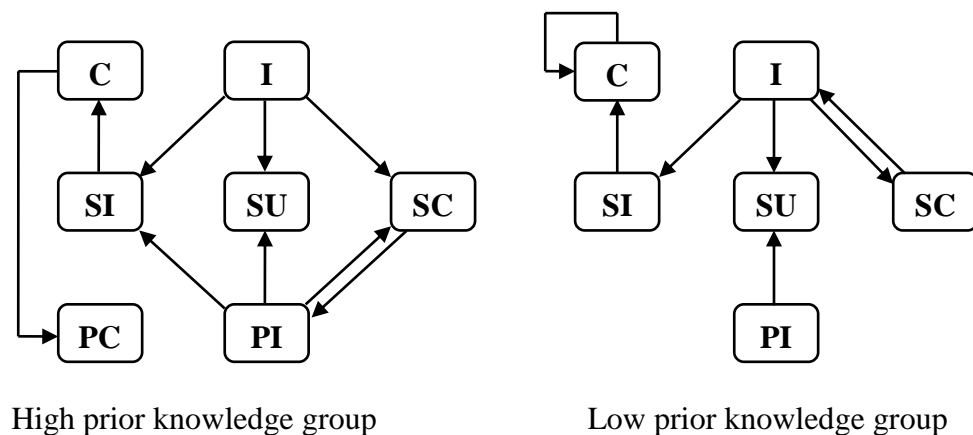 C
I
C
I
SI
SU
SC
SI
SU
SC
PC
PI
PI
High prior knowledge group
Low prior knowledge group